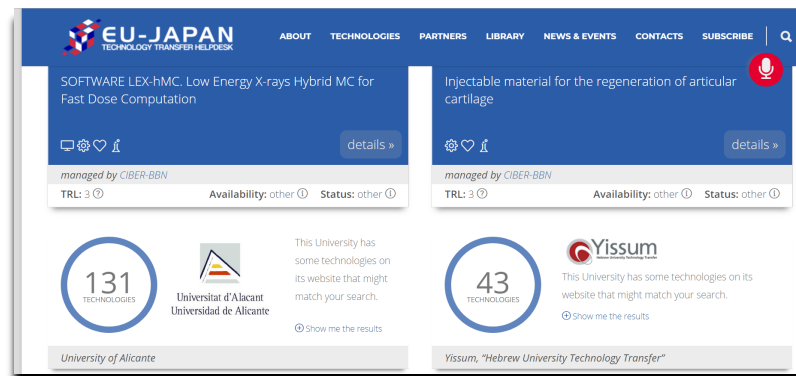 EU-JAPAN
TECHNOLOGY TRANSFER HELPDESK
ABOUT TECHNOLOGIES PARTNERS LIBRARY NEWS & EVENTS CONTACTS SUBSCRIBE
SOFTWARE LEX-hMC. Low Energy X-rays Hybrid MC for
Fast Dose Computation
details »
managed by CIBER-BBN
TRL: 3 Availability: other Status: other
Injectable material for the regeneration of articular
cartilage
details »
managed by CIBER-BBN
TRL: 3 Availability: other Status: other
131
TECHNOLOGIES
Universitat d'Alacant
Universidad de Alicante
This University has
some technologies on
its website that might
match your search.
Show me the results
University of Alicante
43
TECHNOLOGIES
Yissum
Hebrew University Technology Transfer
This University has some technologies on its
website that might match your search.
Show me the results
Yissum, "Hebrew University Technology Transfer"